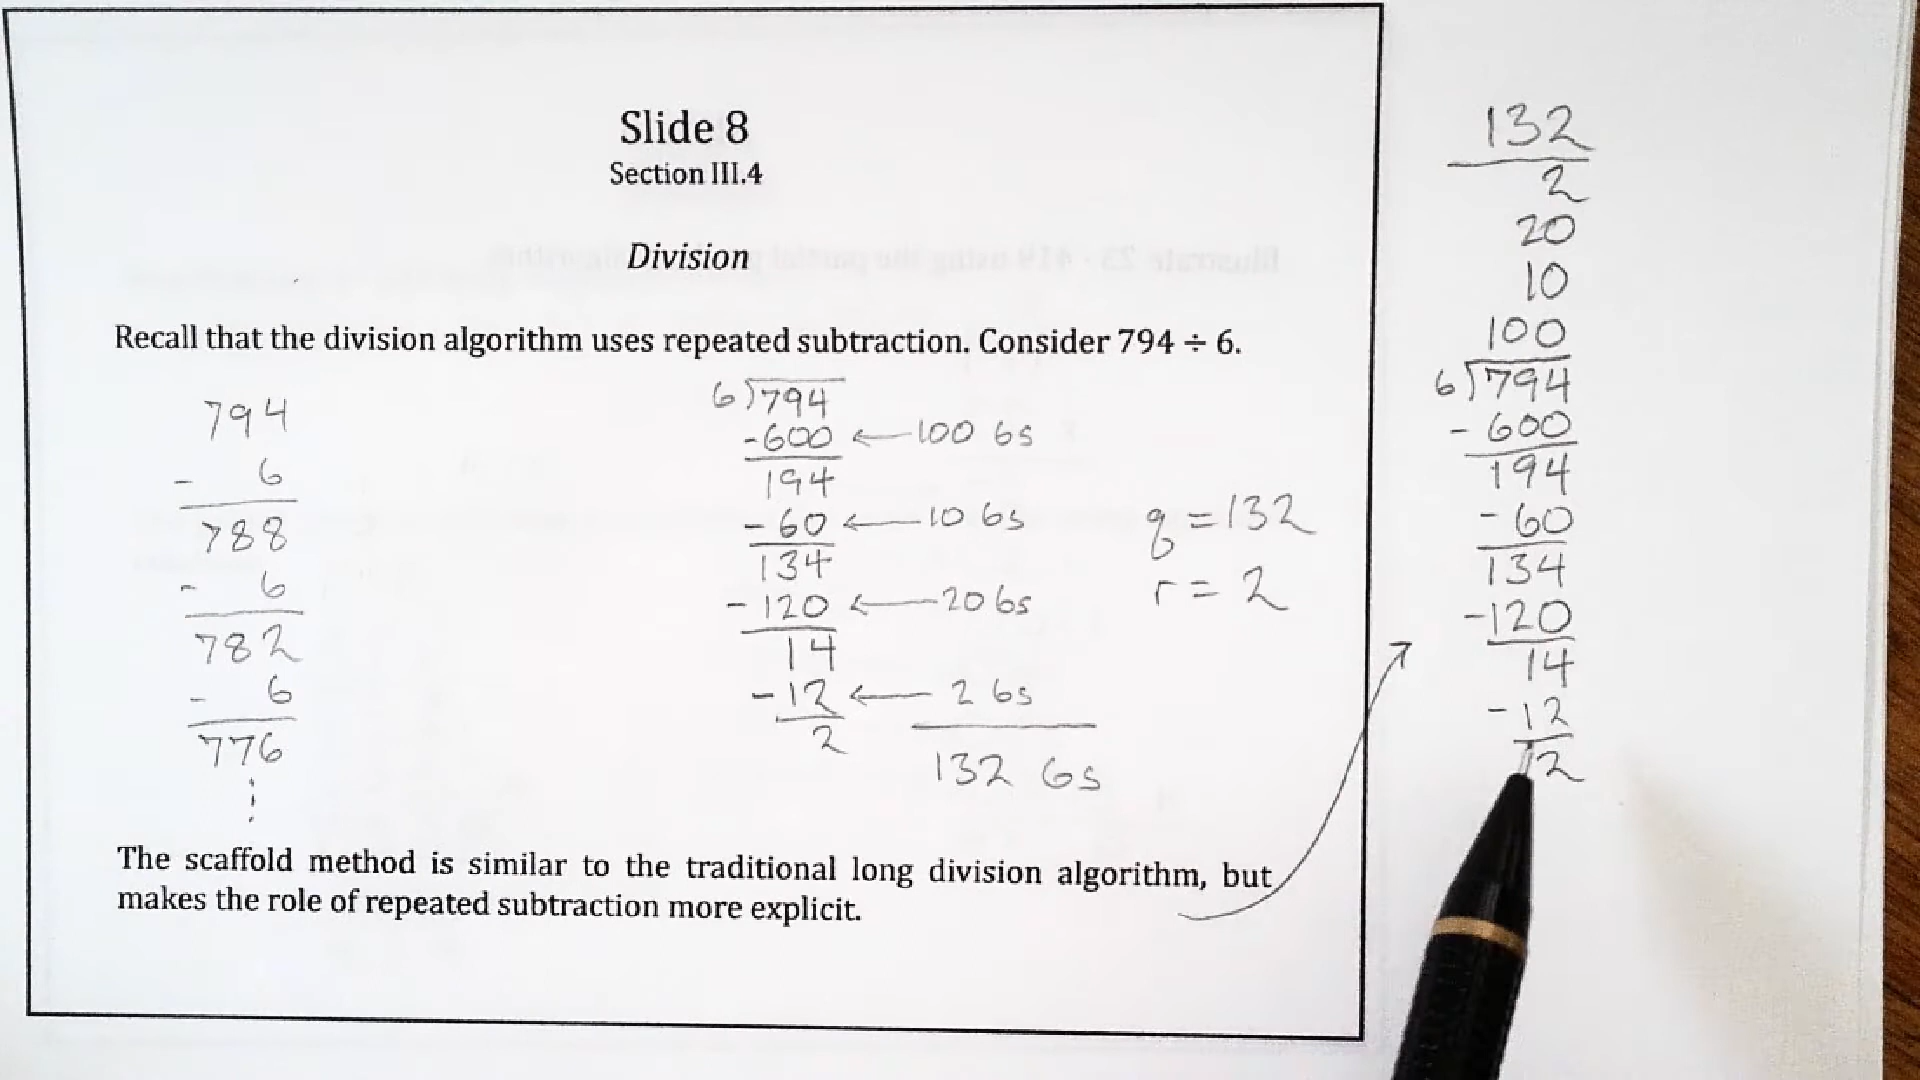 Slide 8
Section III.4
Division
Recall that the division algorithm uses repeated subtraction. Consider 794 ÷ 6.
794
- 6
788
- 6
782
- 6
776
6)794
-600 ← 100 6s
194
-60 ← 10 6s
134
-120 ← 20 6s
14
-12 ← 2 6s
2
132 6s
q = 132
r = 2
The scaffold method is similar to the traditional long division algorithm, but
makes the role of repeated subtraction more explicit.
132
2
20
10
100
6)794
- 600
194
- 60
134
-120
14
-12
2